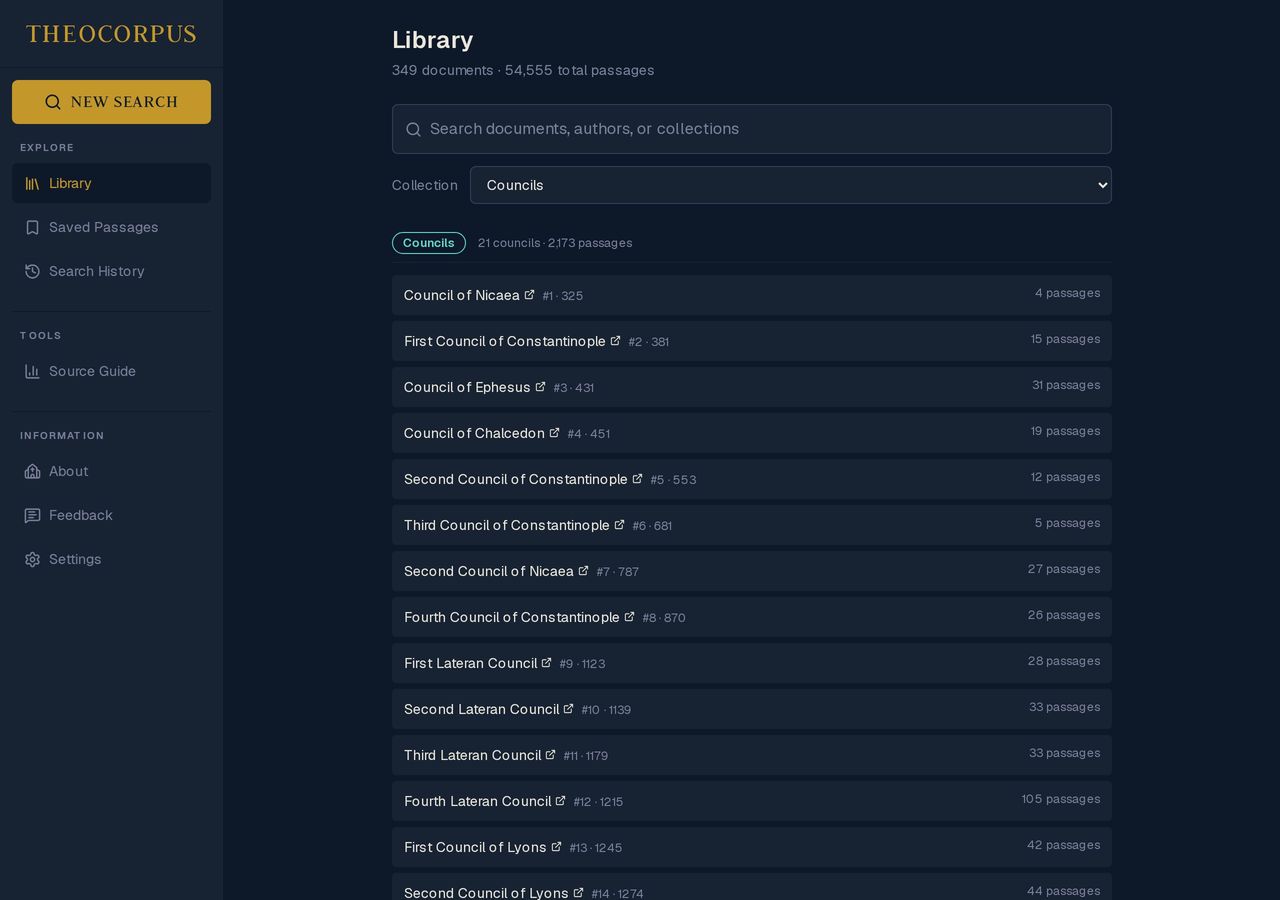 THEOCORPUS
NEW SEARCH
EXPLORE
Library
Saved Passages
Search History
TOOLS
Source Guide
INFORMATION
About
Feedback
Settings
Library
349 documents · 54,555 total passages
Search documents, authors, or collections
Collection Councils
Councils 21 councils · 2,173 passages
Council of Nicaea #1 · 325 4 passages
First Council of Constantinople #2 · 381 15 passages
Council of Ephesus #3 · 431 31 passages
Council of Chalcedon #4 · 451 19 passages
Second Council of Constantinople #5 · 553 12 passages
Third Council of Constantinople #6 · 681 5 passages
Second Council of Nicaea #7 · 787 27 passages
Fourth Council of Constantinople #8 · 870 26 passages
First Lateran Council #9 · 1123 28 passages
Second Lateran Council #10 · 1139 33 passages
Third Lateran Council #11 · 1179 33 passages
Fourth Lateran Council #12 · 1215 105 passages
First Council of Lyons #13 · 1245 42 passages
Second Council of Lyons #14 · 1274 44 passages